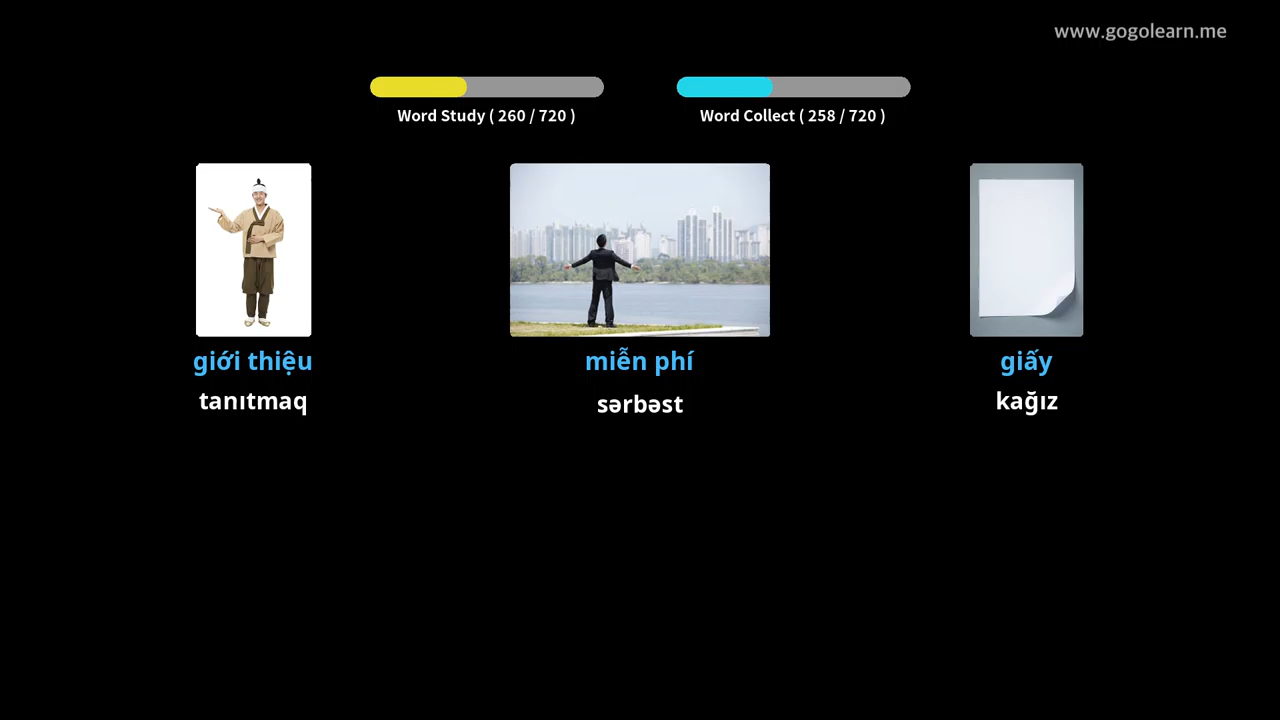 www.gogolearn.me
Word Study ( 260 / 720 )
Word Collect ( 258 / 720 )
giới thiệu
miễn phí
giấy
tanıtmaq
sərbəst
kağız